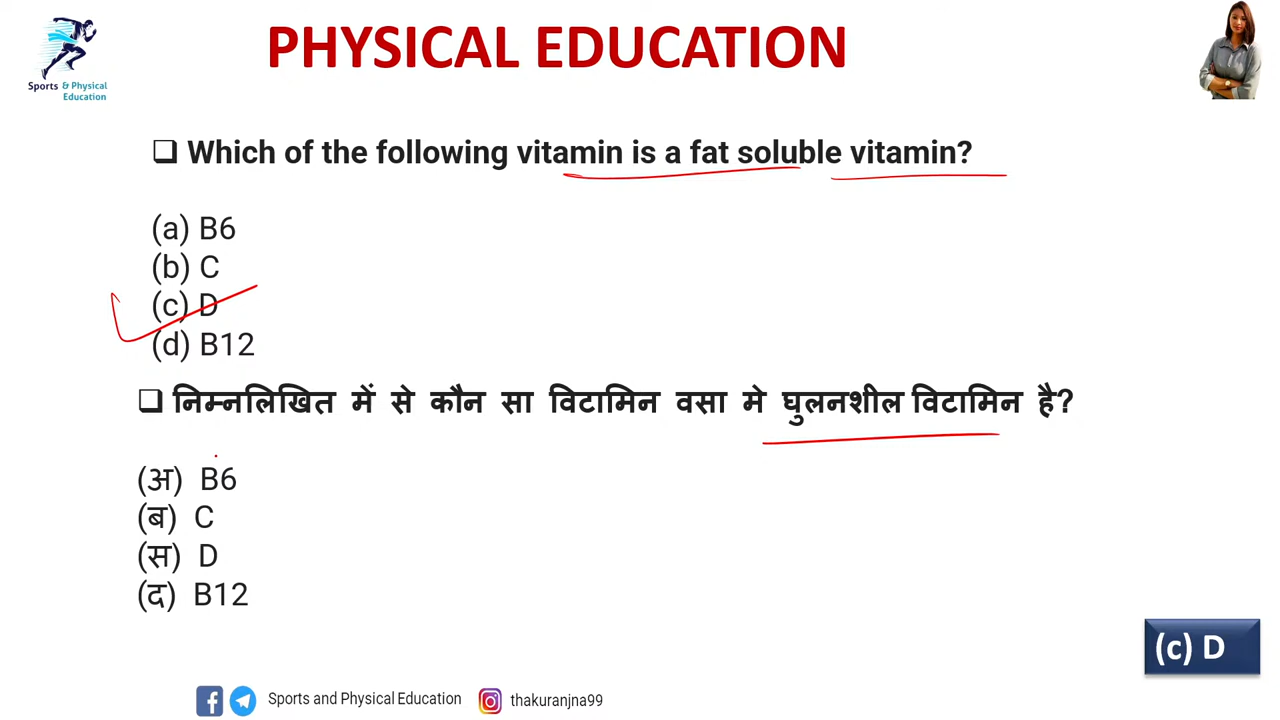 PHYSICAL EDUCATION
Sports & Physical
Education
Which of the following vitamin is a fat soluble vitamin?
(a) B6
(b) C
(c) D
(d) B12
निम्नलिखित में से कौन सा विटामिन वसा मे घुलनशील विटामिन है?
(अ) B6
(ब) C
(स) D
(द) B12
(c) D
Sports and Physical Education thakuranjna99